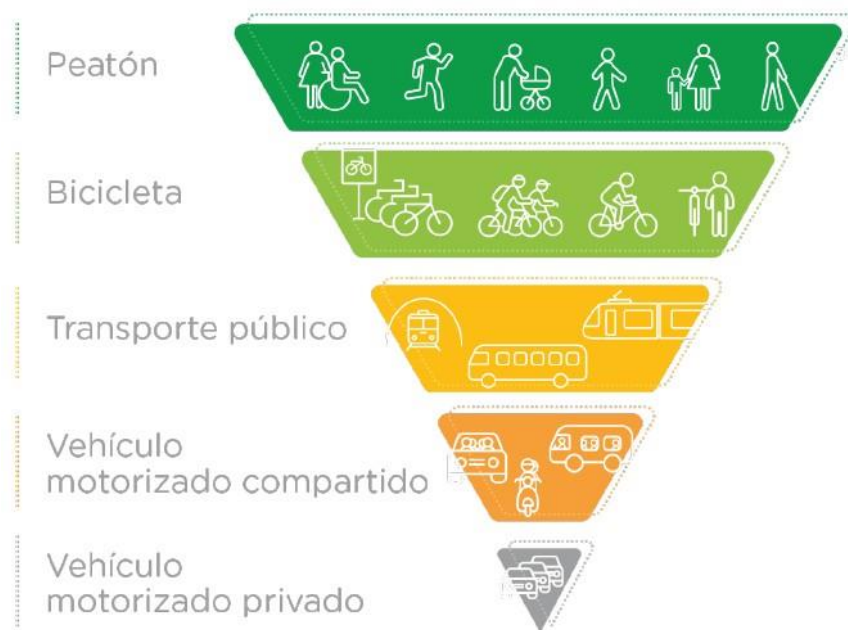 Peatón
Bicicleta
Transporte público
Vehículo
motorizado compartido
Vehículo
motorizado privado